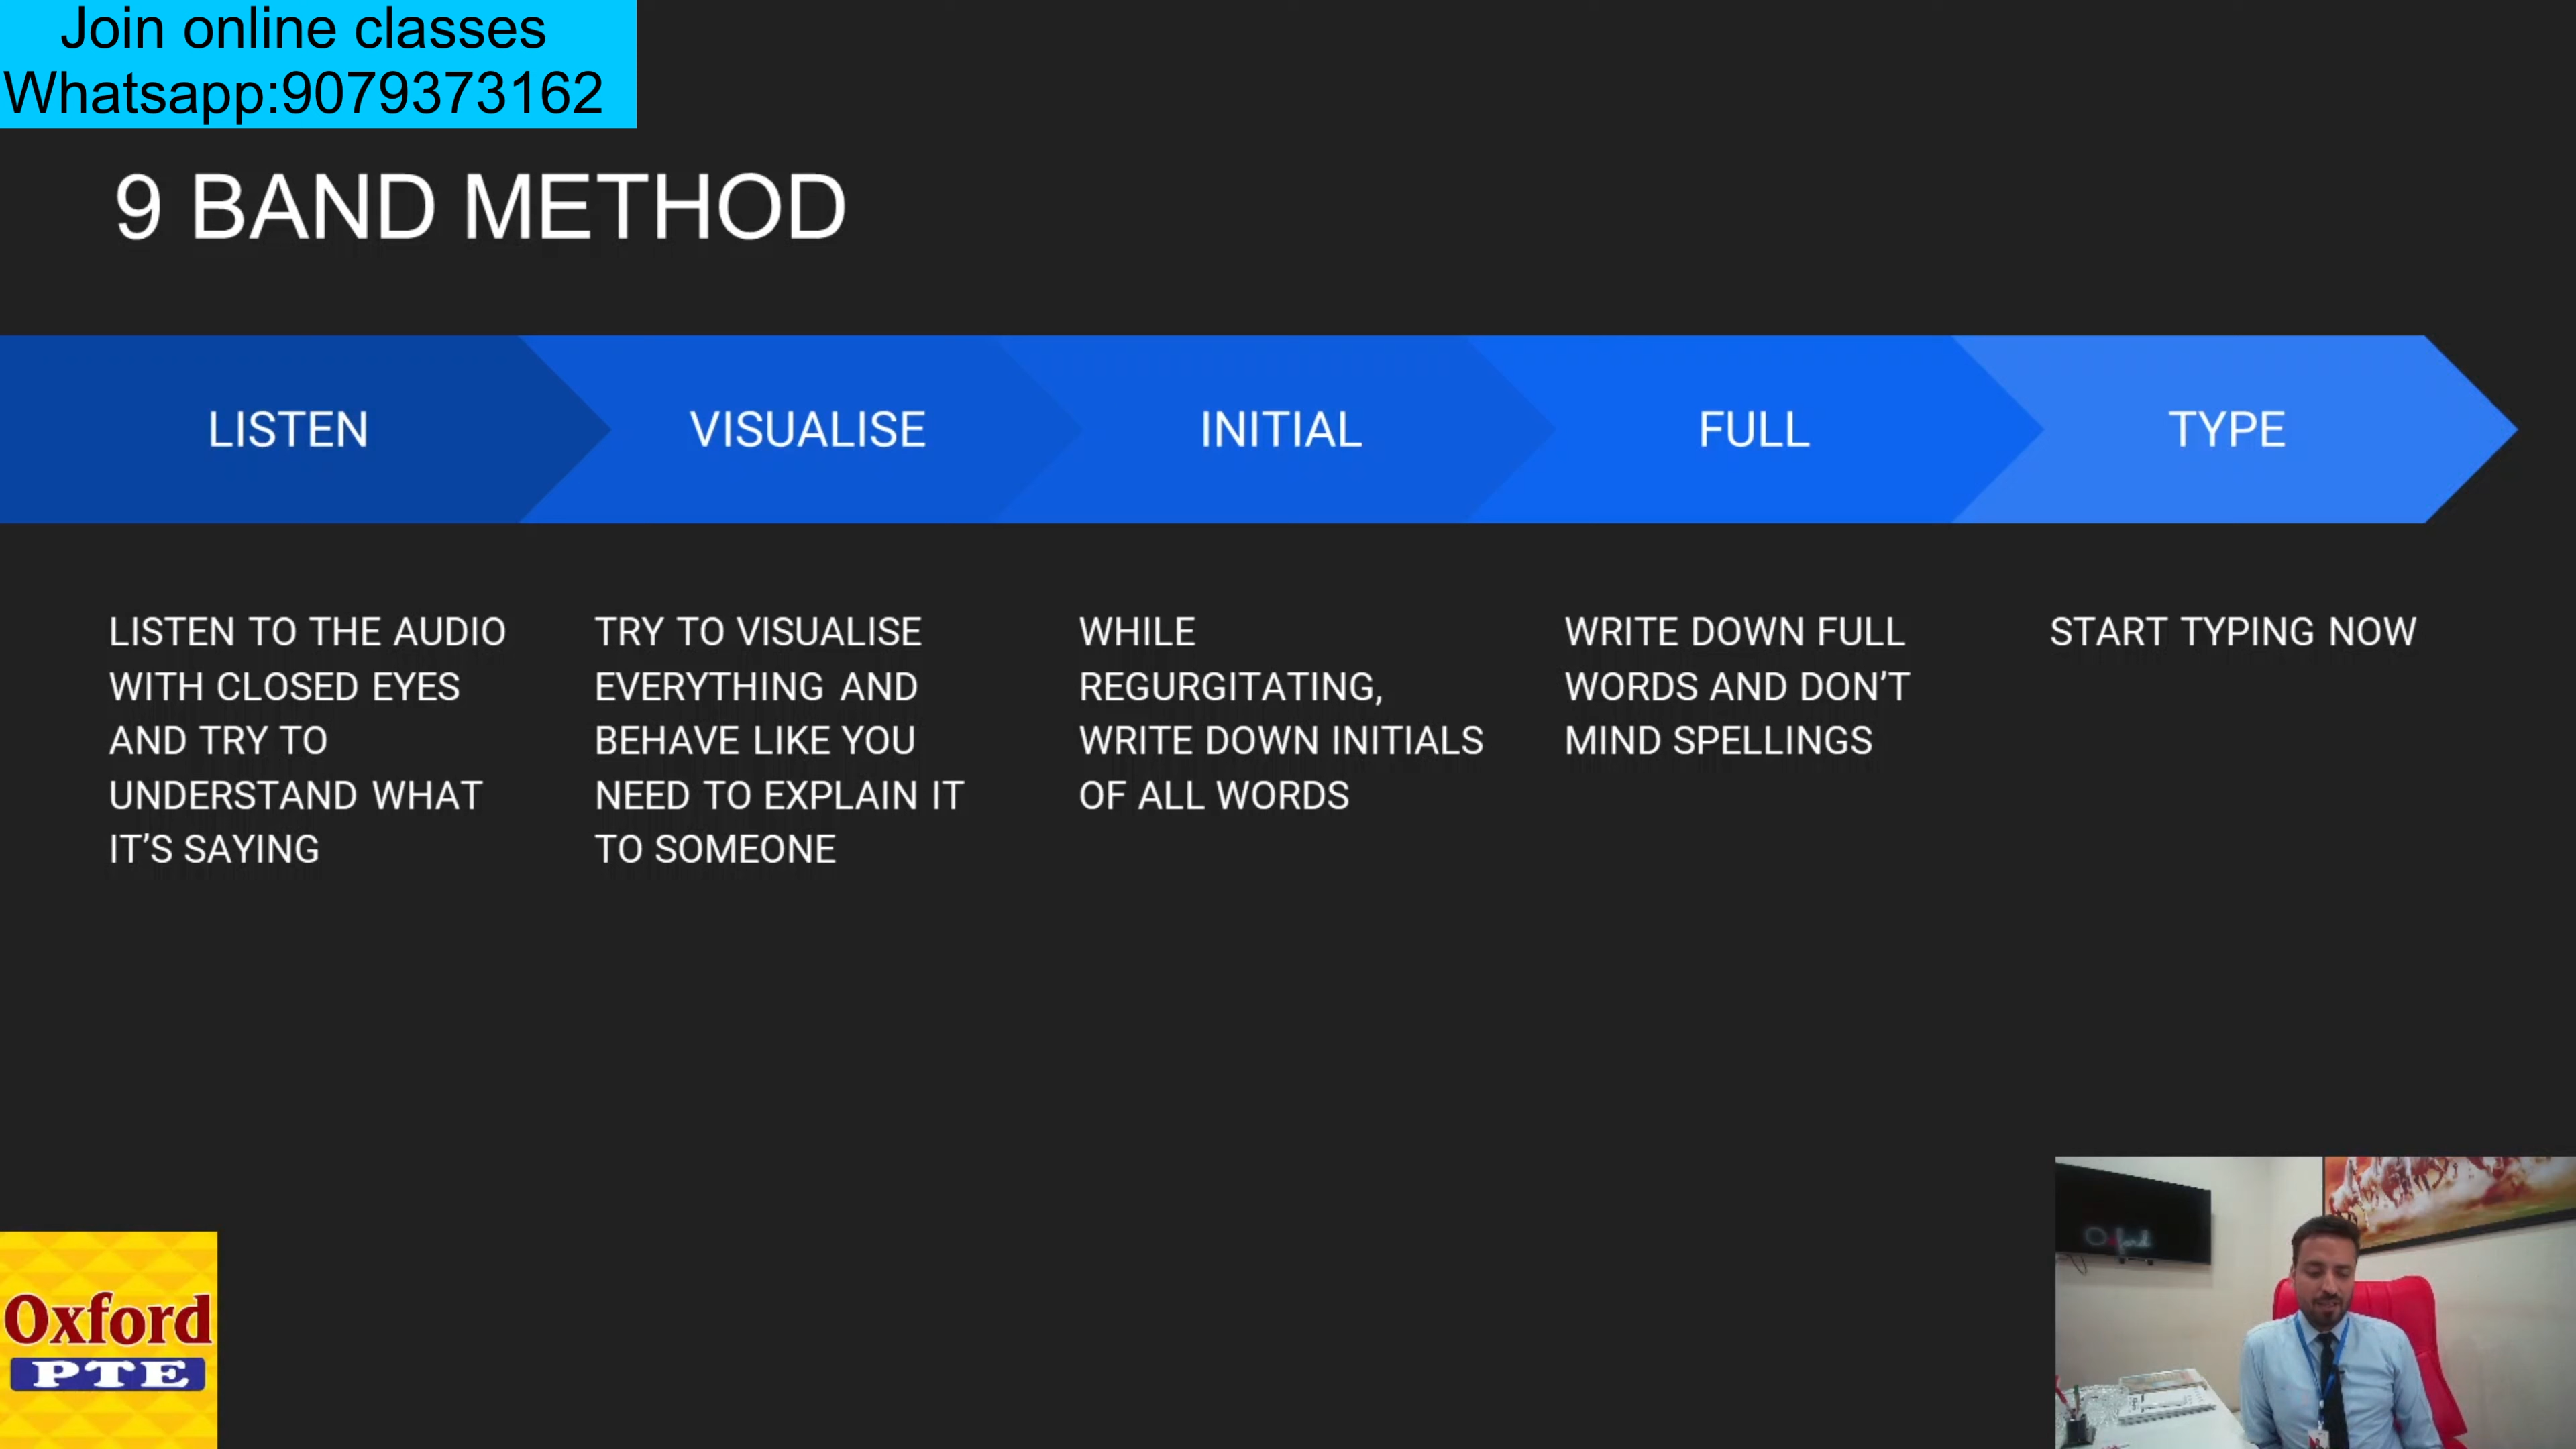 Join online classes
Whatsapp:9079373162
9 BAND METHOD
LISTEN
VISUALISE
INITIAL
FULL
TYPE
LISTEN TO THE AUDIO
WITH CLOSED EYES
AND TRY TO
UNDERSTAND WHAT
IT’S SAYING
TRY TO VISUALISE
EVERYTHING AND
BEHAVE LIKE YOU
NEED TO EXPLAIN IT
TO SOMEONE
WHILE
REGURGITATING,
WRITE DOWN INITIALS
OF ALL WORDS
WRITE DOWN FULL
WORDS AND DON’T
MIND SPELLINGS
START TYPING NOW
Oxford
PTE
Oxford